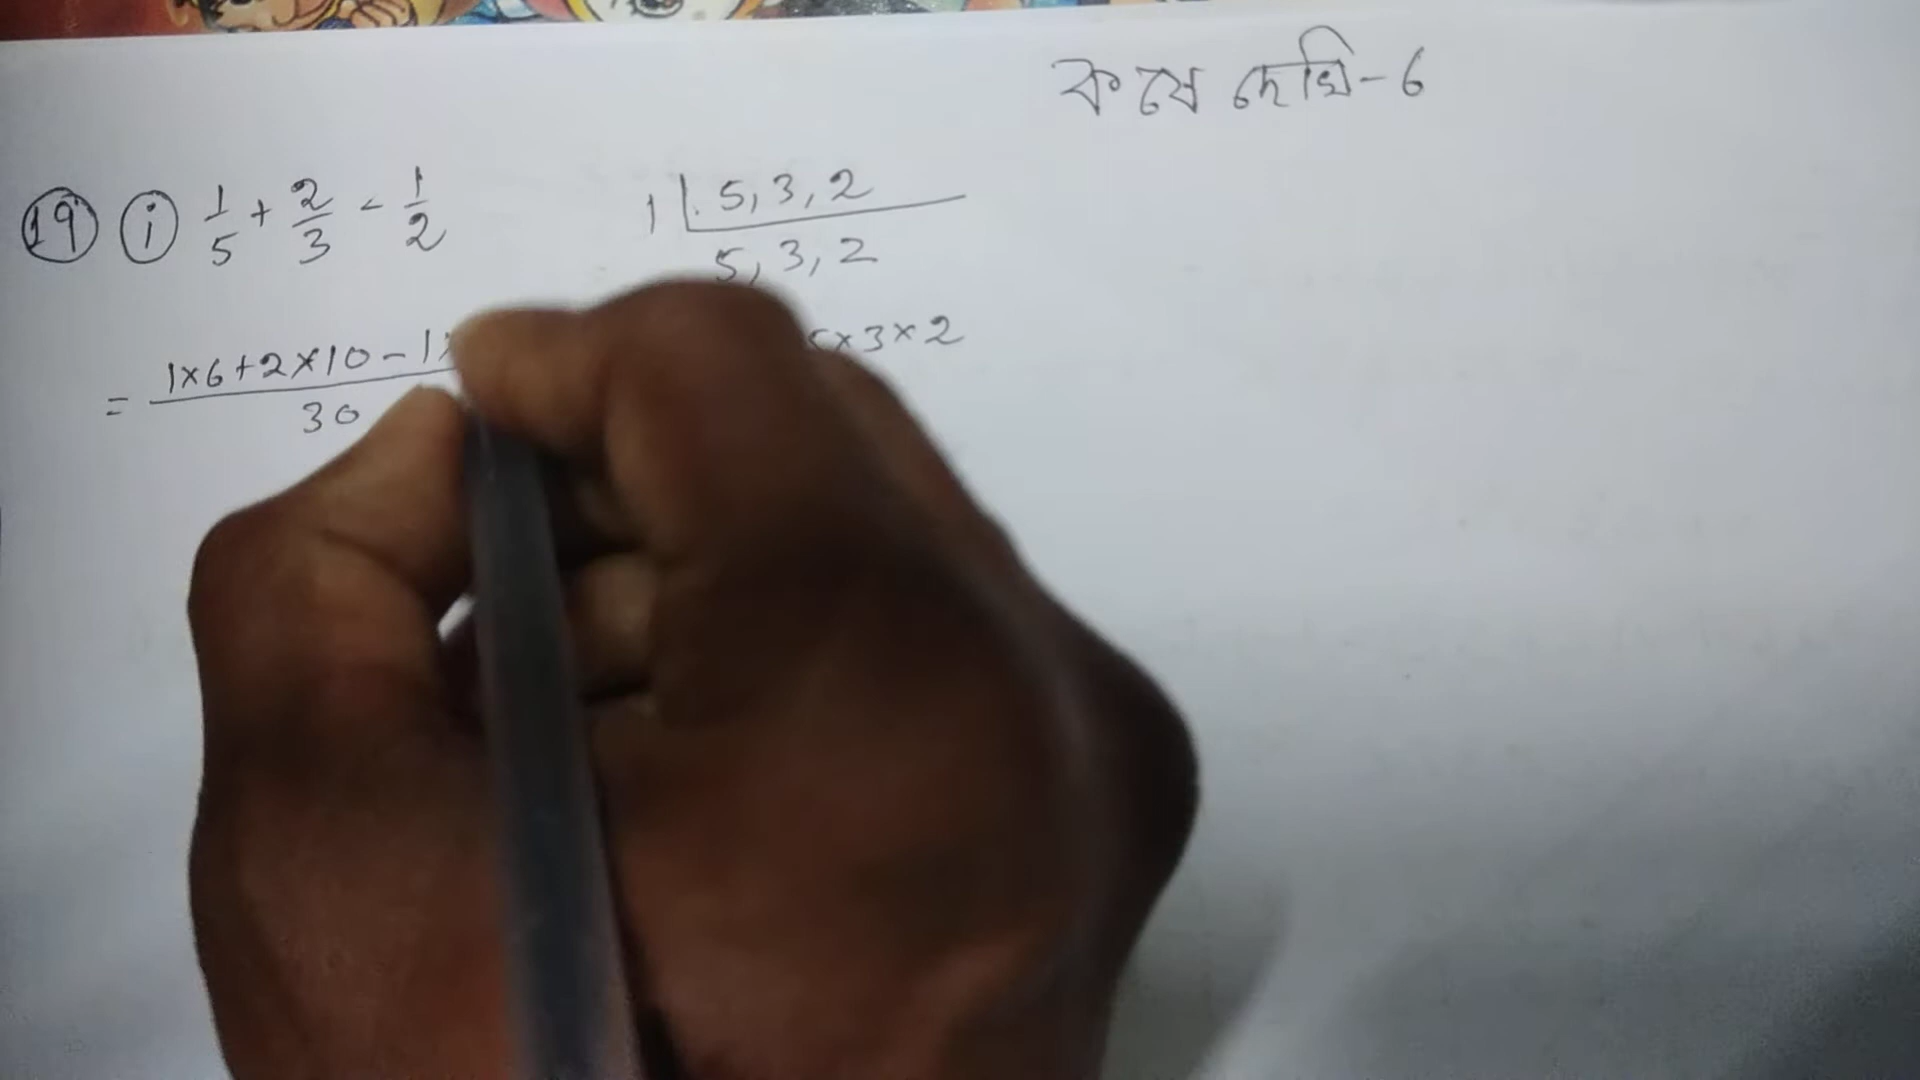 কষে দেখি-6
19 i 1/5 + 2/3 - 1/2
1 | 5, 3, 2
5, 3, 2
= 1×6+2×10-1×
30
5×3×2